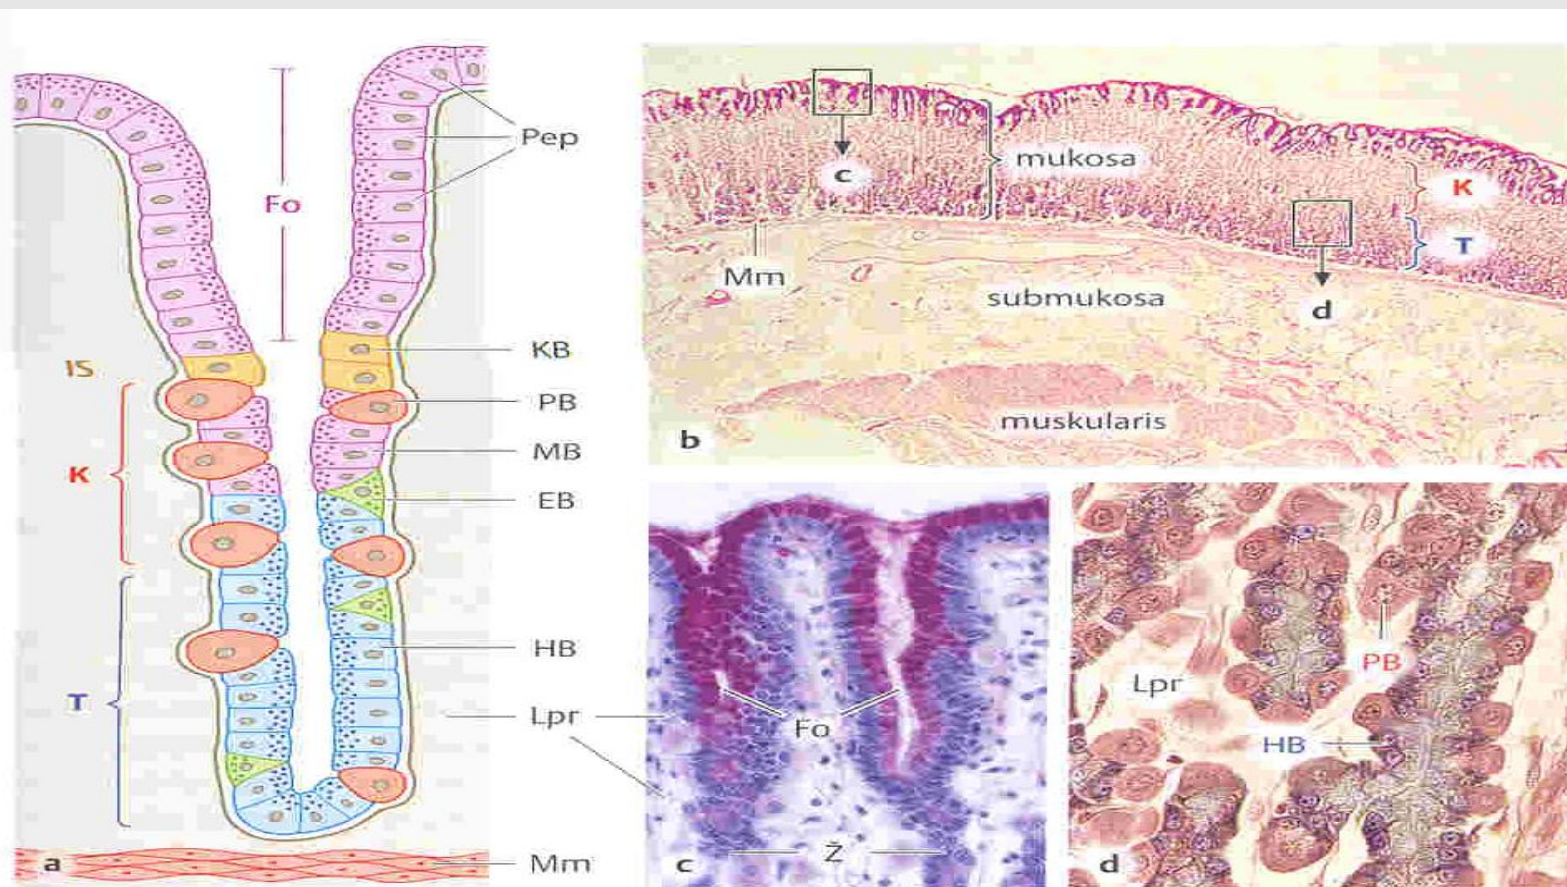 Pep
Fo
KB
IS
PB
K
MB
EB
HB
T
Lpr
Mm
a
mukosa
c
K
T
Mm
submukosa
d
muskularis
b
Fo
Ž
c
PB
Lpr
HB
d